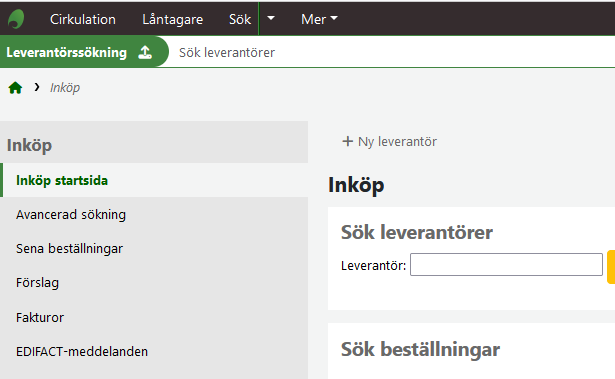 Cirkulation Låntagare Sök Mer
Leverantörssökning Sök leverantörer
Inköp
Inköp
Inköp startsida
Avancerad sökning
Sena beställningar
Förslag
Fakturor
EDIFACT-meddelanden
+ Ny leverantör
Inköp
Sök leverantörer
Leverantör:
Sök beställningar